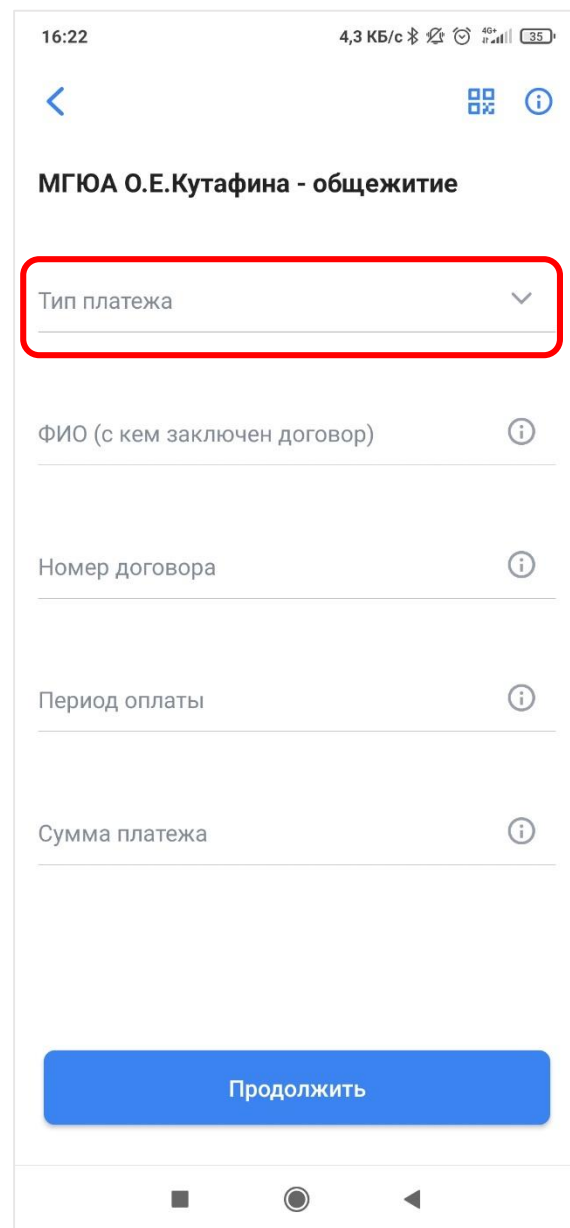 16:22 4,3 КБ/с 4G+ 35
МГЮА О.Е.Кутафина - общежитие
Тип платежа
ФИО (с кем заключен договор)
Номер договора
Период оплаты
Сумма платежа
Продолжить